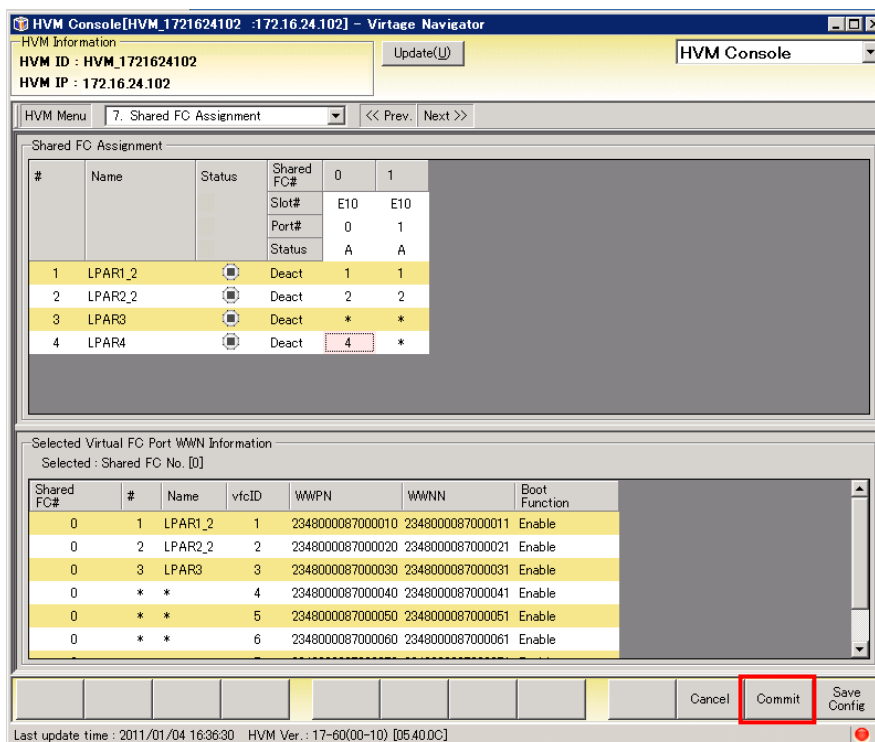 HVM Console[HVM_1721624102 :172.16.24.102] - Virtage Navigator
HVM Information
HVM ID : HVM_1721624102
HVM IP : 172.16.24.102
Update(U)
HVM Console
HVM Menu 7. Shared FC Assignment << Prev. Next >>
Shared FC Assignment
# Name Status Shared FC# 0 1
Slot# E10 E10
Port# 0 1
Status A A
1 LPAR1_2 Deact 1 1
2 LPAR2_2 Deact 2 2
3 LPAR3 Deact * *
4 LPAR4 Deact 4 *
Selected Virtual FC Port WWN Information
Selected : Shared FC No. [0]
Shared FC# # Name vfcID WWPN WWNN Boot Function
0 1 LPAR1_2 1 2348000087000010 2348000087000011 Enable
0 2 LPAR2_2 2 2348000087000020 2348000087000021 Enable
0 3 LPAR3 3 2348000087000030 2348000087000031 Enable
0 * * 4 2348000087000040 2348000087000041 Enable
0 * * 5 2348000087000050 2348000087000051 Enable
0 * * 6 2348000087000060 2348000087000061 Enable
Cancel Commit Save Config
Last update time : 2011/01/04 16:36:30 HVM Ver. : 17-60(00-10) [05.40.0C]